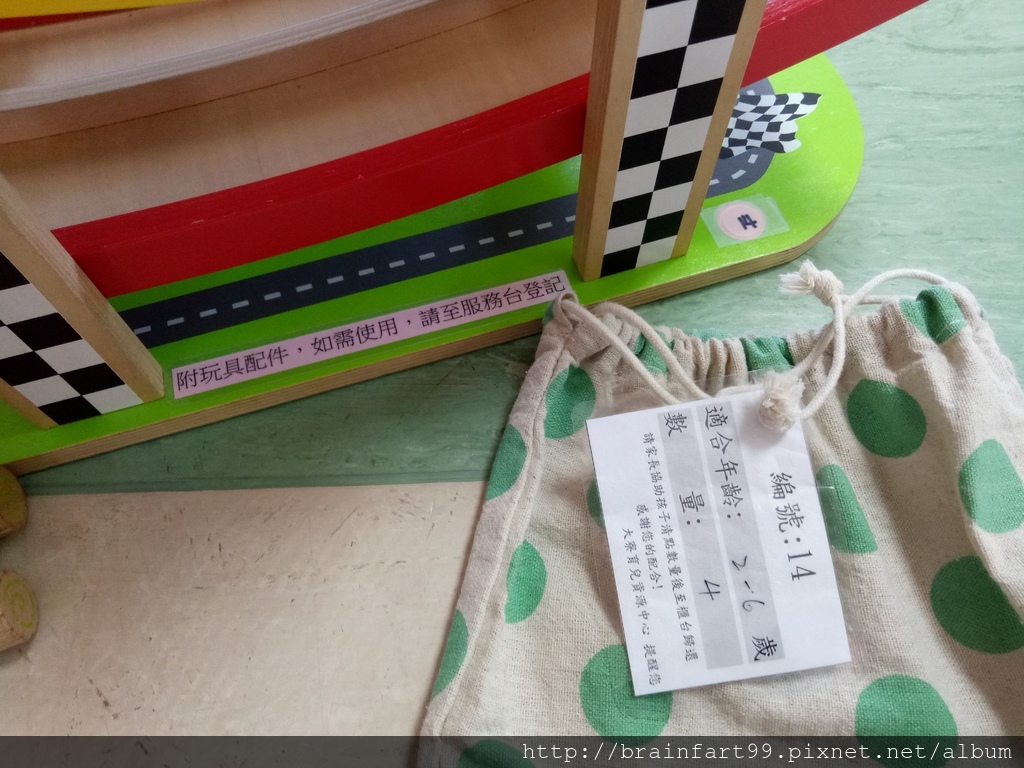 附玩具配件，如需使用，請至服務台登記
14
編號:14
適合年齡: 2-6 歲
數 量: 4
請家長協助孩子清點數量後至櫃台歸還
感謝您的配合!
大寮育兒資源中心 提醒您
http://brainfart99.pixnet.net/album